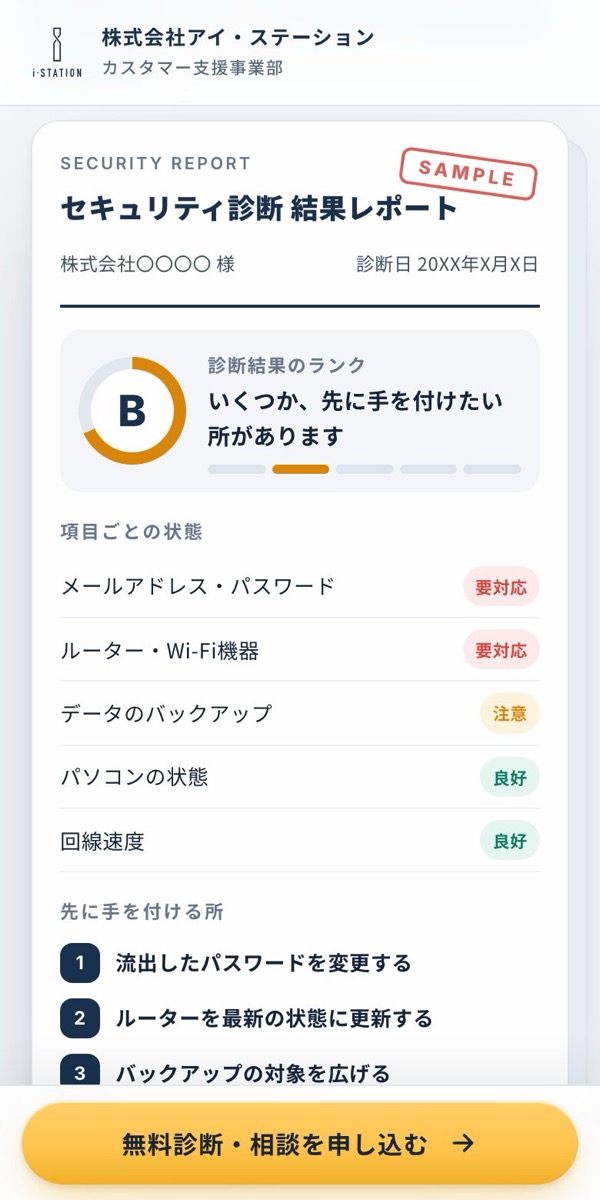 i·STATION
株式会社アイ・ステーション
カスタマー支援事業部
SECURITY REPORT
SAMPLE
セキュリティ診断 結果レポート
株式会社〇〇〇〇 様
診断日 20XX年X月X日
B
診断結果のランク
いくつか、先に手を付けたい
所があります
項目ごとの状態
メールアドレス・パスワード
要対応
ルーター・Wi-Fi機器
要対応
データのバックアップ
注意
パソコンの状態
良好
回線速度
良好
先に手を付ける所
1 流出したパスワードを変更する
2 ルーターを最新の状態に更新する
3 バックアップの対象を広げる
無料診断・相談を申し込む →